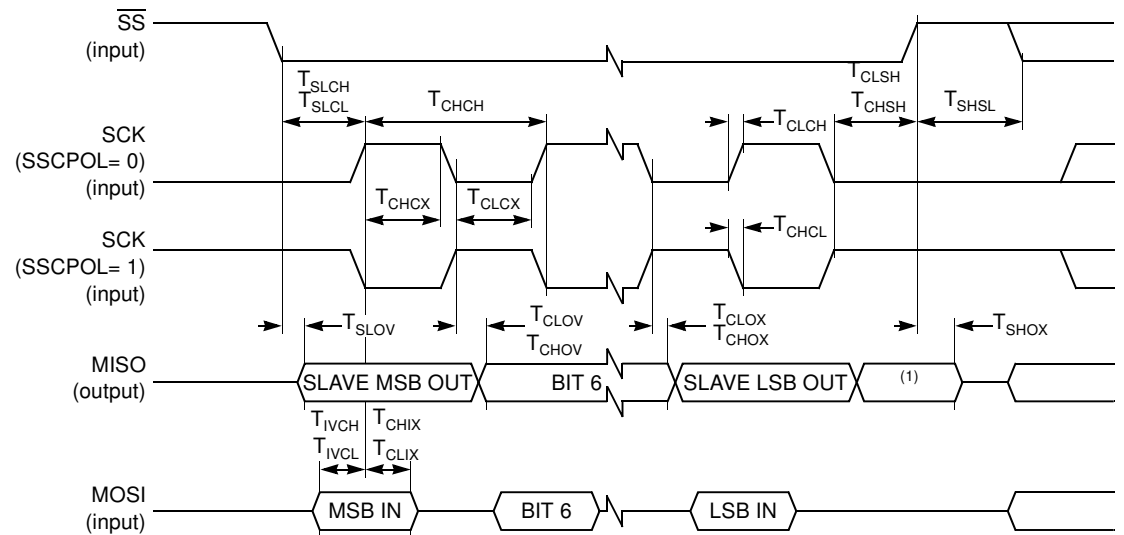 SS
(input)
TSLCH
TSLCL
TCHCH
TCLSH
TCHSH
TSHSL
TCLCH
SCK
(SSCPOL= 0)
(input)
TCHCX
TCLCX
TCHCL
SCK
(SSCPOL= 1)
(input)
TSLOV
TCLOV
TCHOV
TCLOX
TCHOX
TSHOX
MISO
(output)
SLAVE MSB OUT
BIT 6
SLAVE LSB OUT
(1)
TIVCH
TCHIX
TIVCL
TCLIX
MOSI
(input)
MSB IN
BIT 6
LSB IN